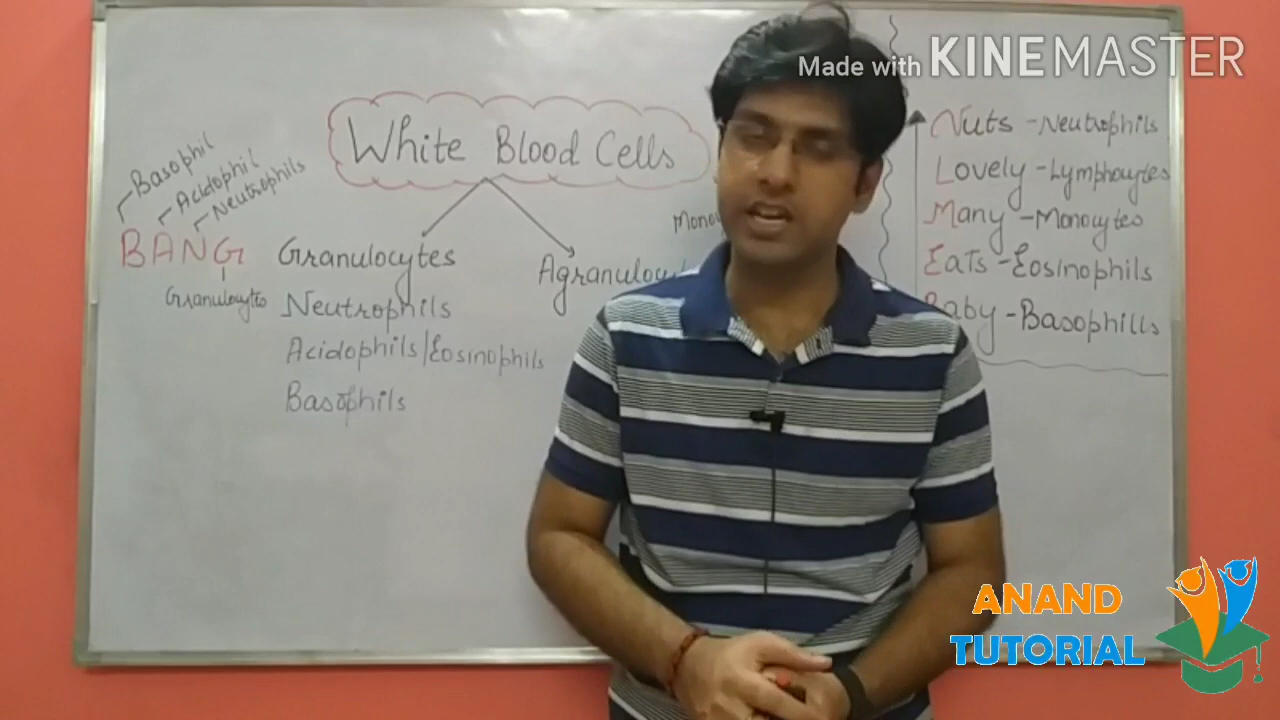 Made with KINEMASTER
White Blood Cells
Basophil
Acidophil
Neutrophils
BANG
Granulocytes
Granulocytes
Neutrophils
Acidophils/Eosinophils
Basophils
Nuts - Neutrophils
Lovely - Lymphocytes
Many - Monocytes
Eats - Eosinophils
Baby - Basophills
ANAND
TUTORIAL